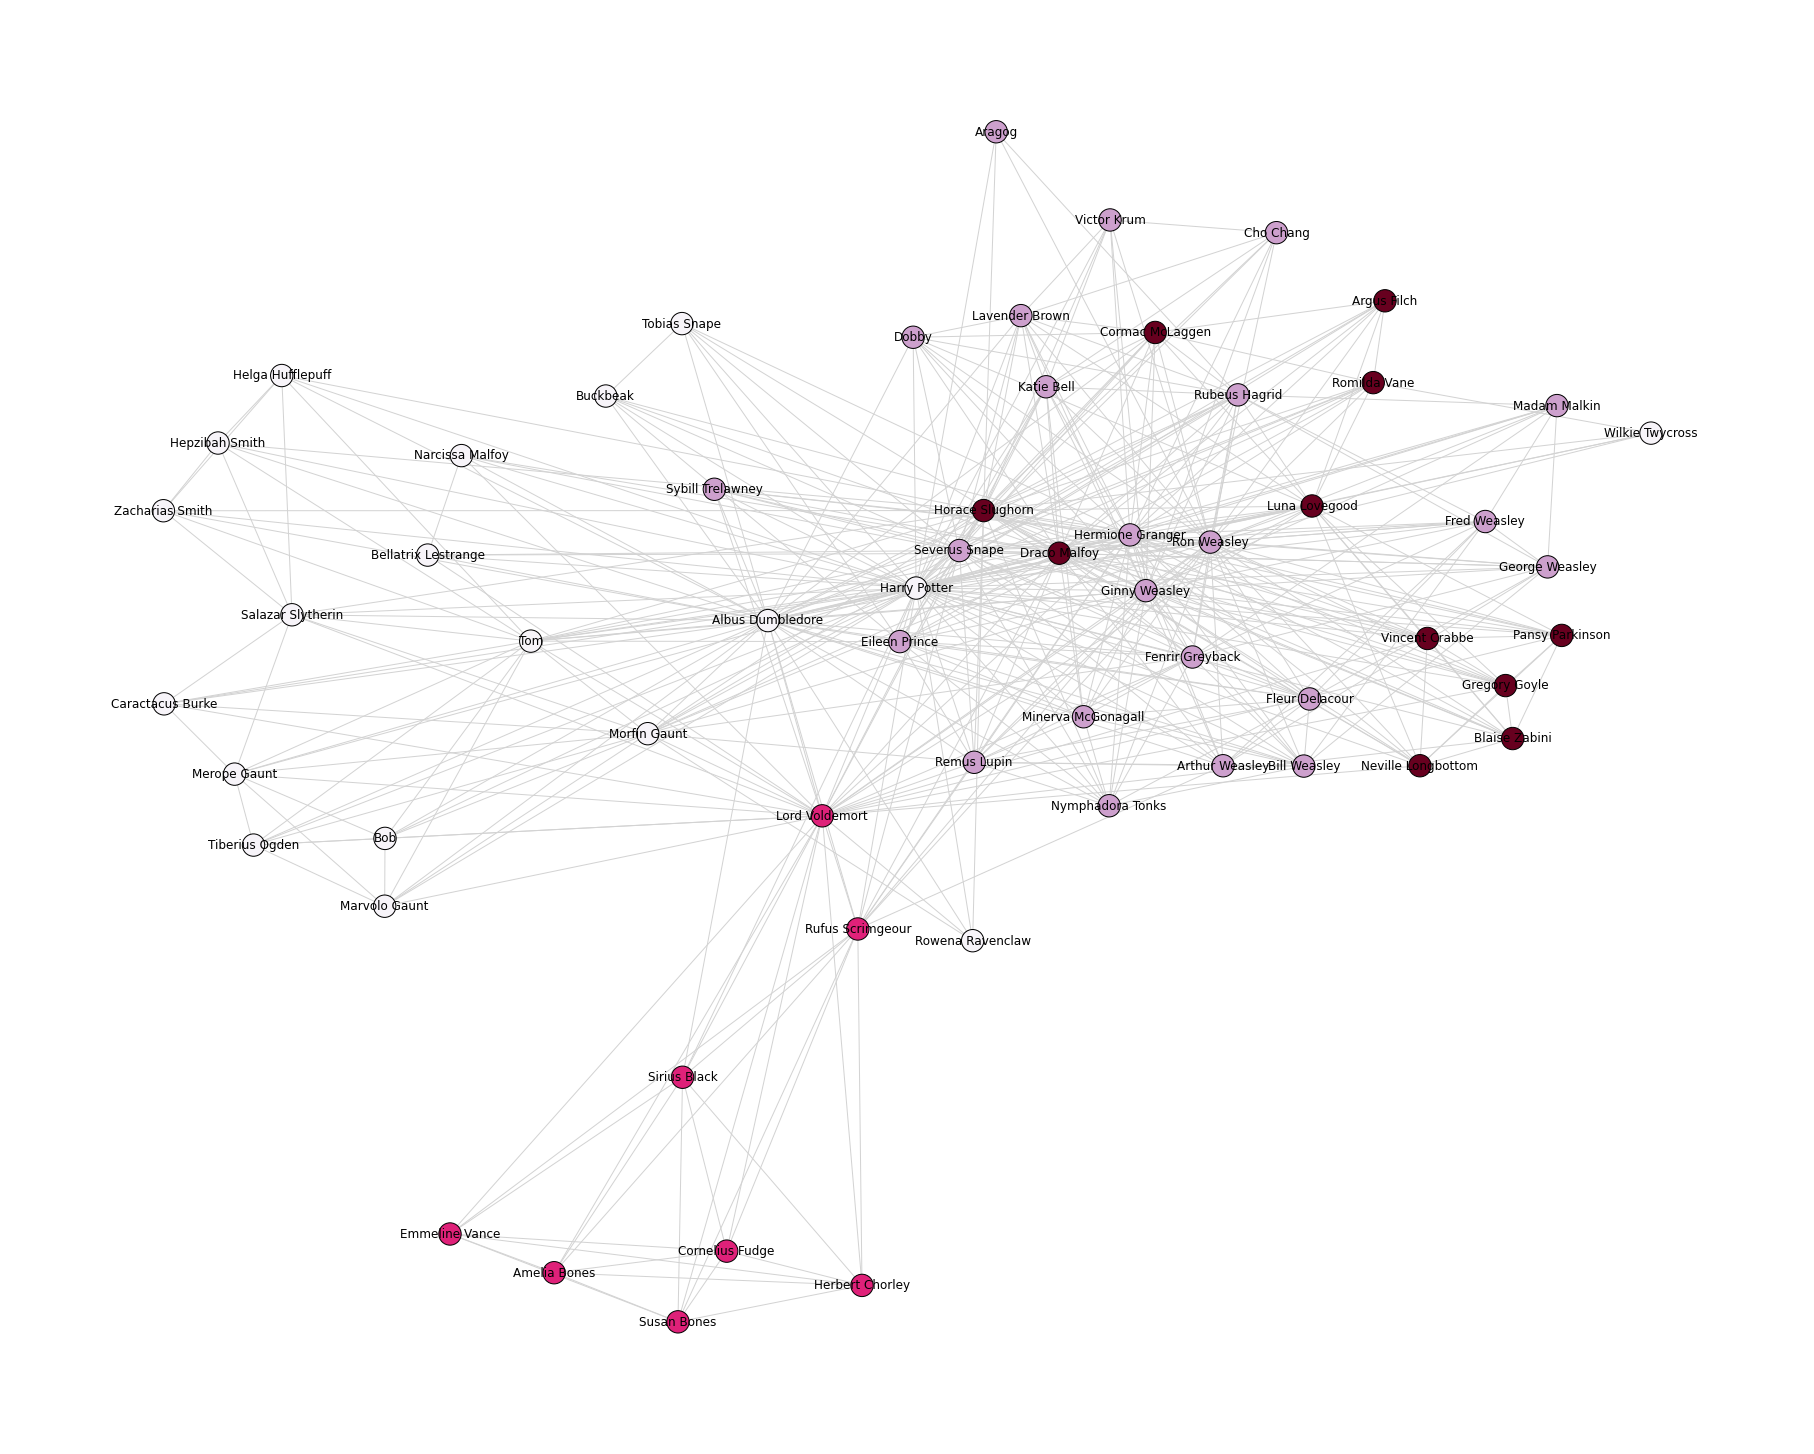 Aragog
Victor Krum
Cho Chang
Argus Filch
Lavender Brown
Tobias Snape
Cormac McLaggen
Dobby
Helga Hufflepuff
Romilda Vane
Katie Bell
Rubeus Hagrid
Buckbeak
Madam Malkin
Wilkie Twycross
Hepzibah Smith
Narcissa Malfoy
Sybill Trelawney
Luna Lovegood
Zacharias Smith
Horace Slughorn
Fred Weasley
Hermione Granger
Ron Weasley
Severus Snape
Draco Malfoy
Bellatrix Lestrange
George Weasley
Harry Potter
Ginny Weasley
Salazar Slytherin
Albus Dumbledore
Pansy Parkinson
Vincent Crabbe
Tom
Eileen Prince
Fenrir Greyback
Gregory Goyle
Fleur Delacour
Caractacus Burke
Minerva McGonagall
Morfin Gaunt
Blaise Zabini
Remus Lupin
Arthur Weasley
Bill Weasley
Neville Longbottom
Merope Gaunt
Nymphadora Tonks
Lord Voldemort
Bob
Tiberius Ogden
Marvolo Gaunt
Rufus Scrimgeour
Rowena Ravenclaw
Sirius Black
Emmeline Vance
Cornelius Fudge
Amelia Bones
Herbert Chorley
Susan Bones